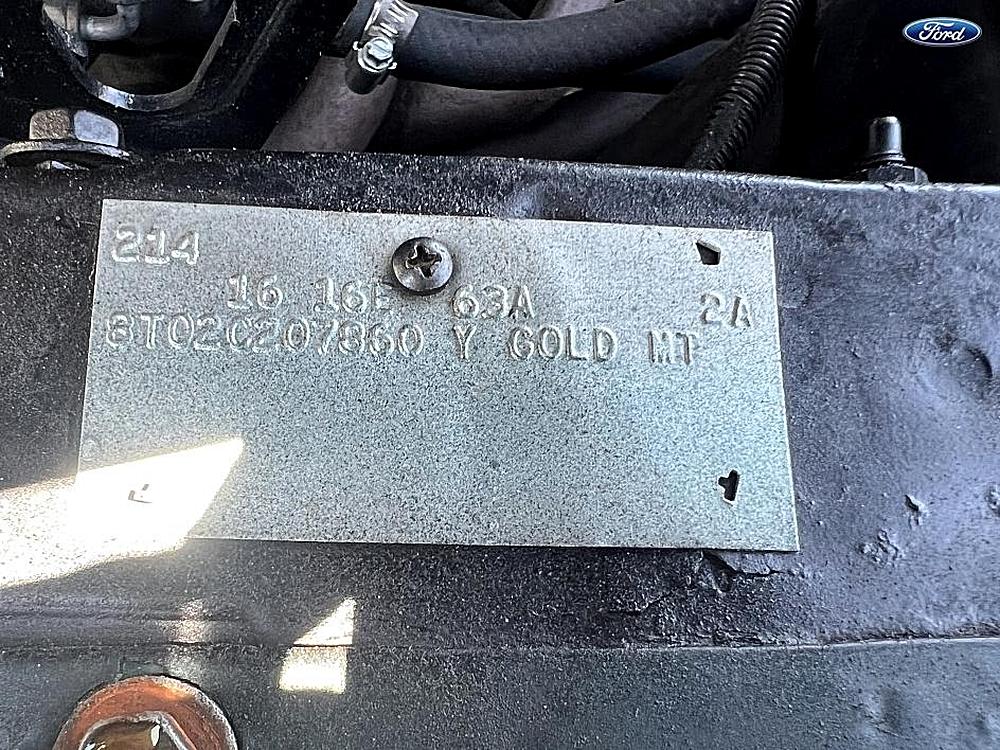 Ford
214
16 16E 63A 2A
8T02C207860 Y GOLD MT